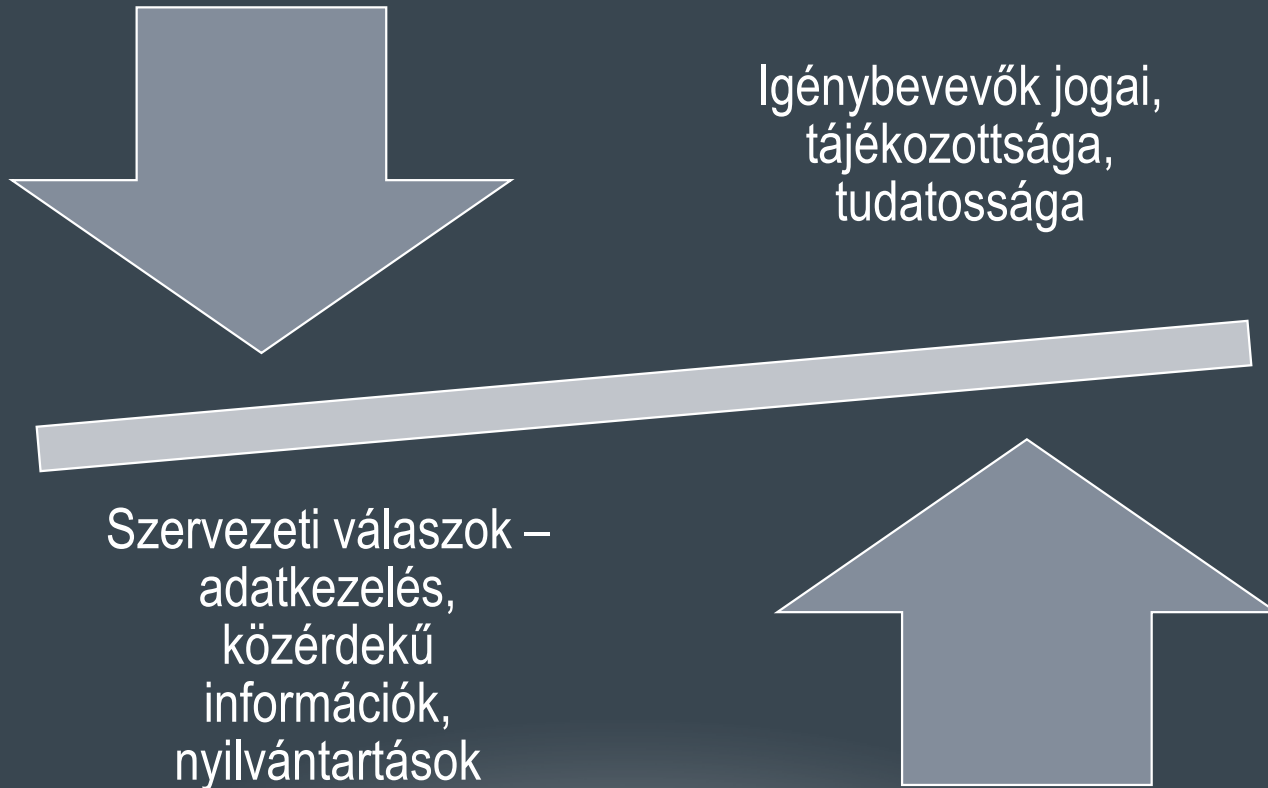 Igénybevevők jogai,
tájékozottsága,
tudatossága
Szervezeti válaszok –
adatkezelés,
közérdekű
információk,
nyilvántartások